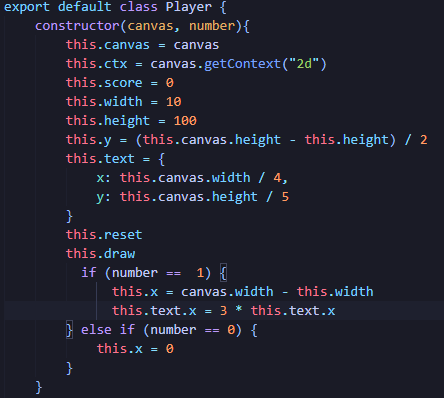 export default class Player {
    constructor(canvas, number){
        this.canvas = canvas
        this.ctx = canvas.getContext("2d")
        this.score = 0
        this.width = 10
        this.height = 100
        this.y = (this.canvas.height - this.height) / 2
        this.text = {
            x: this.canvas.width / 4,
            y: this.canvas.height / 5
        }
        this.reset
        this.draw
          if (number ==  1) {
              this.x = canvas.width - this.width
              this.text.x = 3 * this.text.x
        } else if (number == 0) {
            this.x = 0
        }
    }